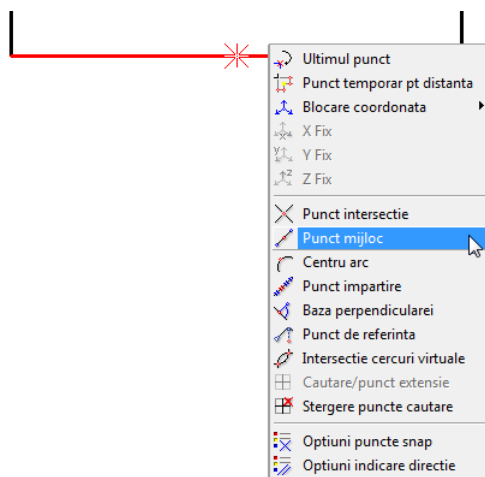 Ultimul punct
Punct temporar pt distanta
Blocare coordonata
X Fix
Y Fix
Z Fix
Punct intersectie
Punct mijloc
Centru arc
Punct impartire
Baza perpendicularei
Punct de referinta
Intersectie cercuri virtuale
Cautare/punct extensie
Stergere puncte cautare
Optiuni puncte snap
Optiuni indicare directie